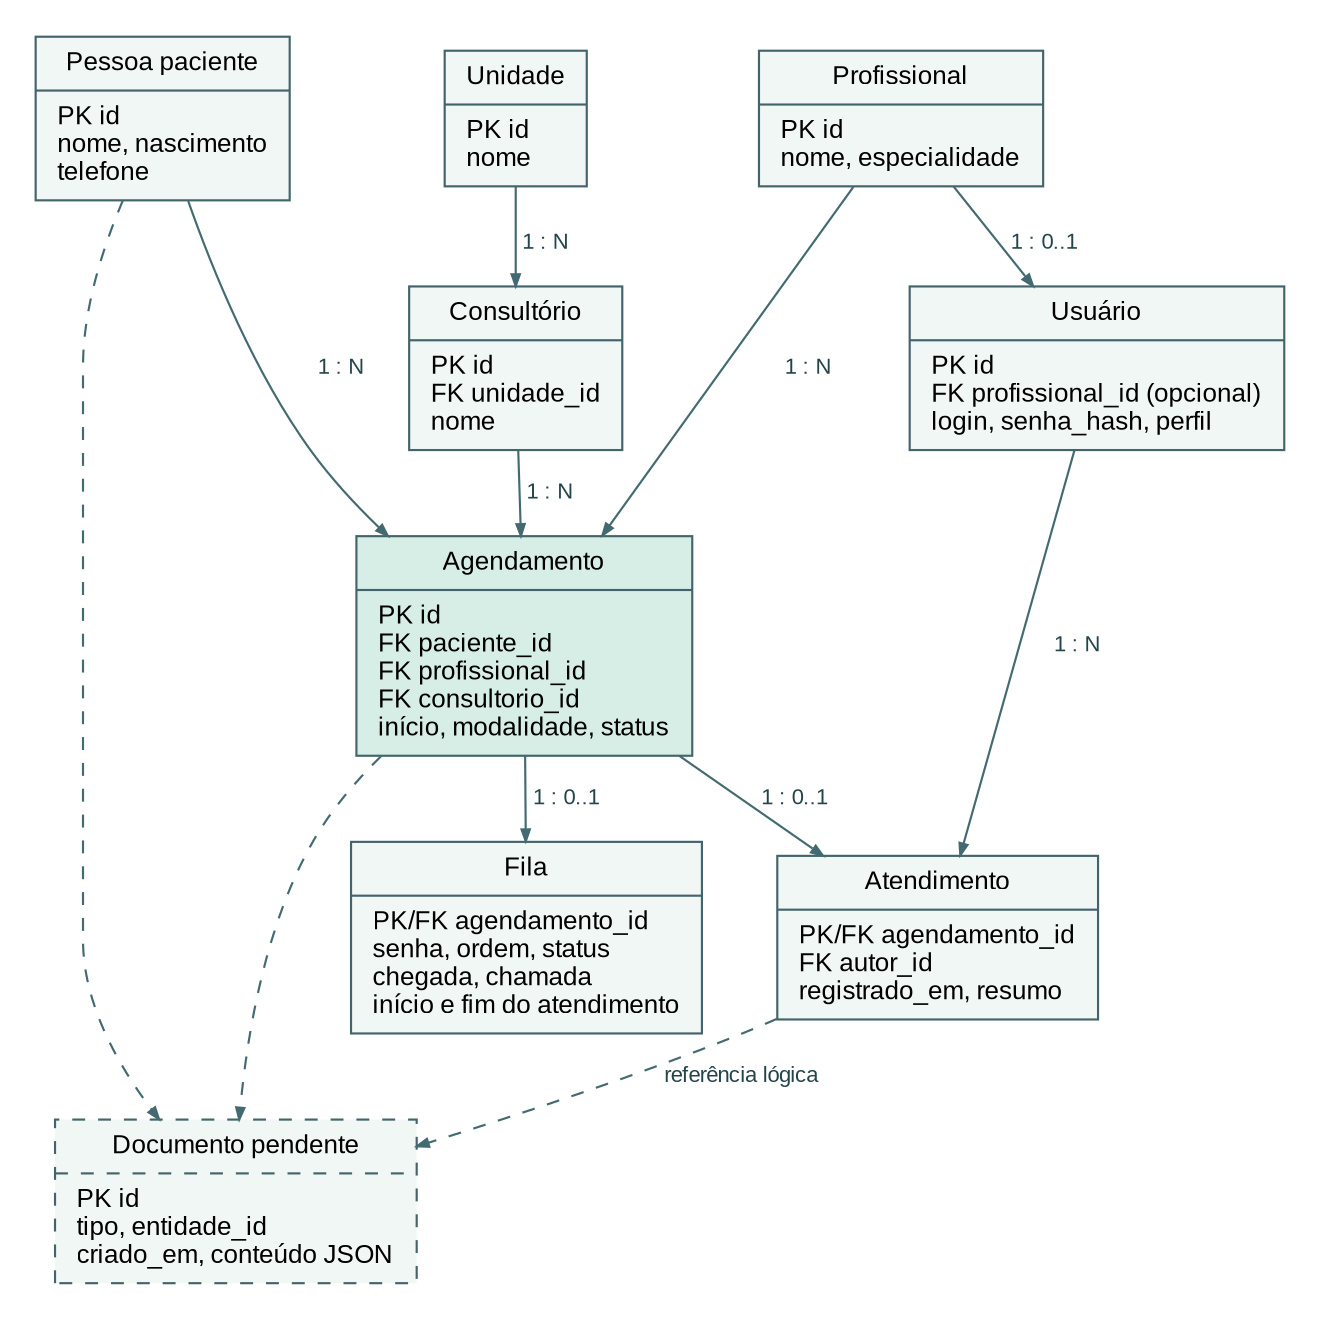 Pessoa paciente
PK id
nome, nascimento
telefone
Unidade
PK id
nome
Profissional
PK id
nome, especialidade
1 : N
1 : 0..1
Consultório
PK id
FK unidade_id
nome
Usuário
PK id
FK profissional_id (opcional)
login, senha_hash, perfil
1 : N
1 : N
1 : N
Agendamento
PK id
FK paciente_id
FK profissional_id
FK consultorio_id
início, modalidade, status
1 : N
1 : 0..1
1 : 0..1
Fila
PK/FK agendamento_id
senha, ordem, status
chegada, chamada
início e fim do atendimento
Atendimento
PK/FK agendamento_id
FK autor_id
registrado_em, resumo
referência lógica
Documento pendente
PK id
tipo, entidade_id
criado_em, conteúdo JSON